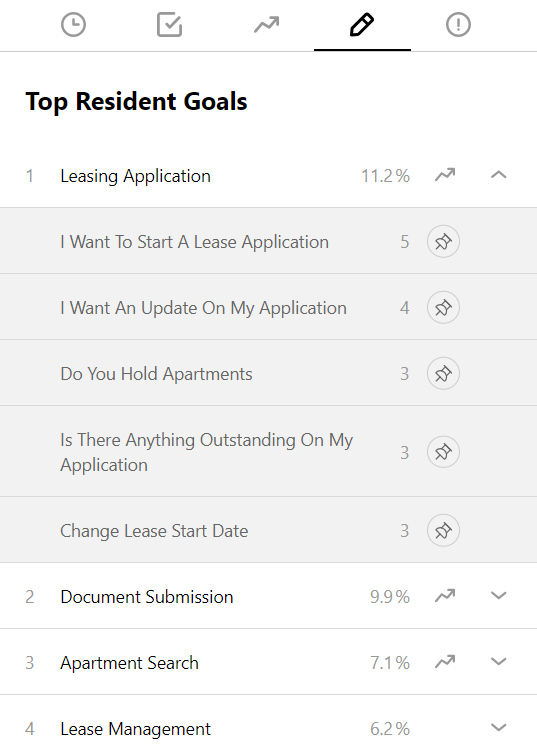 Top Resident Goals
1 Leasing Application 11.2%
I Want To Start A Lease Application 5
I Want An Update On My Application 4
Do You Hold Apartments 3
Is There Anything Outstanding On My
Application 3
Change Lease Start Date 3
2 Document Submission 9.9%
3 Apartment Search 7.1%
4 Lease Management 6.2%